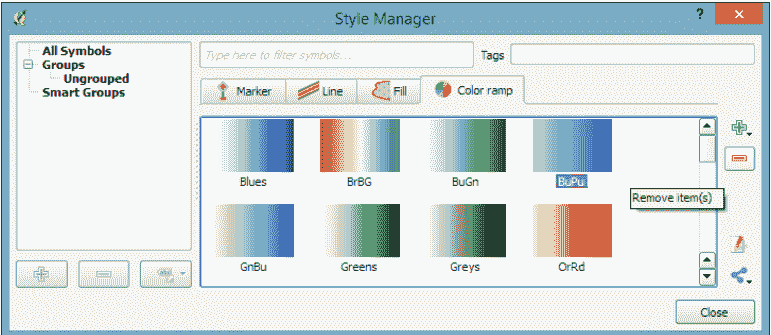 Style Manager
?
All Symbols
Groups
Ungrouped
Smart Groups
Type here to filter symbols...
Tags
Marker
Line
Fill
Color ramp
Blues
BrBG
BuGn
BuPu
Remove item(s)
GnBu
Greens
Greys
OrRd
Close